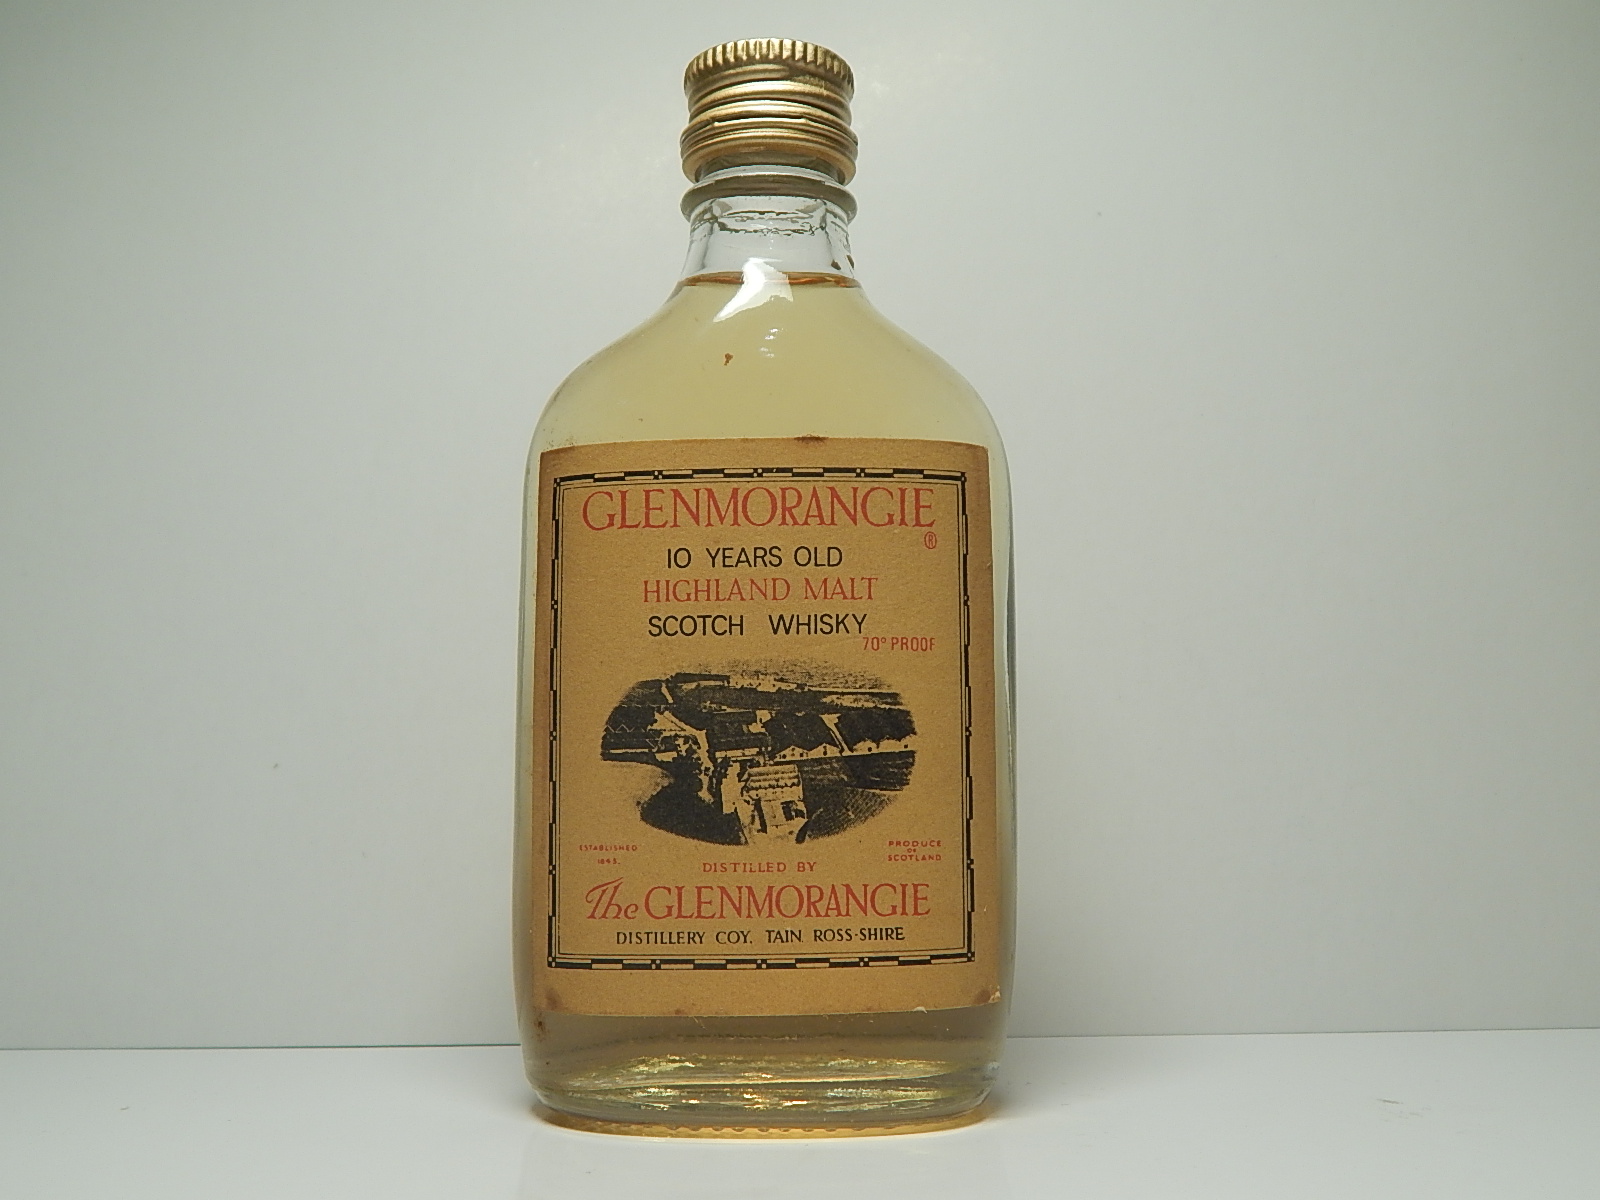 GLENMORANGIE
®
10 YEARS OLD
HIGHLAND MALT
SCOTCH WHISKY
70° PROOF
ESTABLISHED
1843.
PRODUCE
OF
SCOTLAND
DISTILLED BY
The GLENMORANGIE
DISTILLERY COY. TAIN ROSS-SHIRE